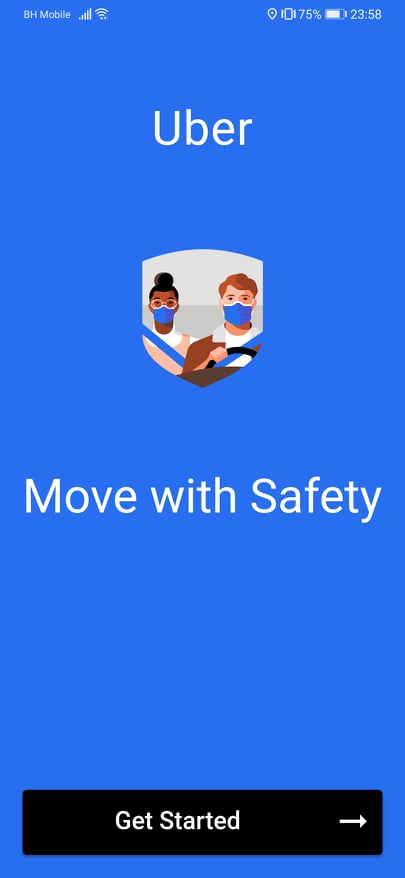 BH Mobile 75% 23:58
Uber
Move with Safety
Get Started